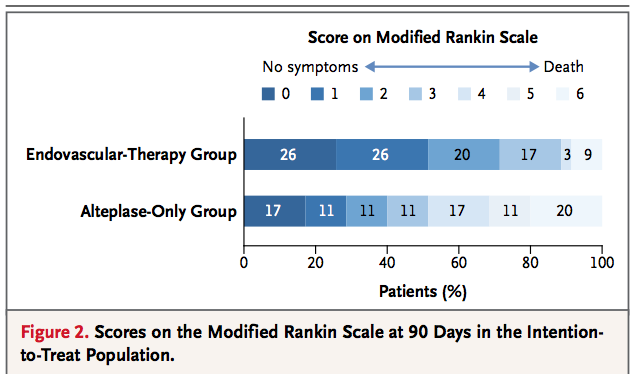 Score on Modified Rankin Scale
No symptoms Death
0 1 2 3 4 5 6
Endovascular-Therapy Group 26 26 20 17 3 9
Alteplase-Only Group 17 11 11 11 17 11 20
0 20 40 60 80 100
Patients (%)
Figure 2. Scores on the Modified Rankin Scale at 90 Days in the Intention-
to-Treat Population.